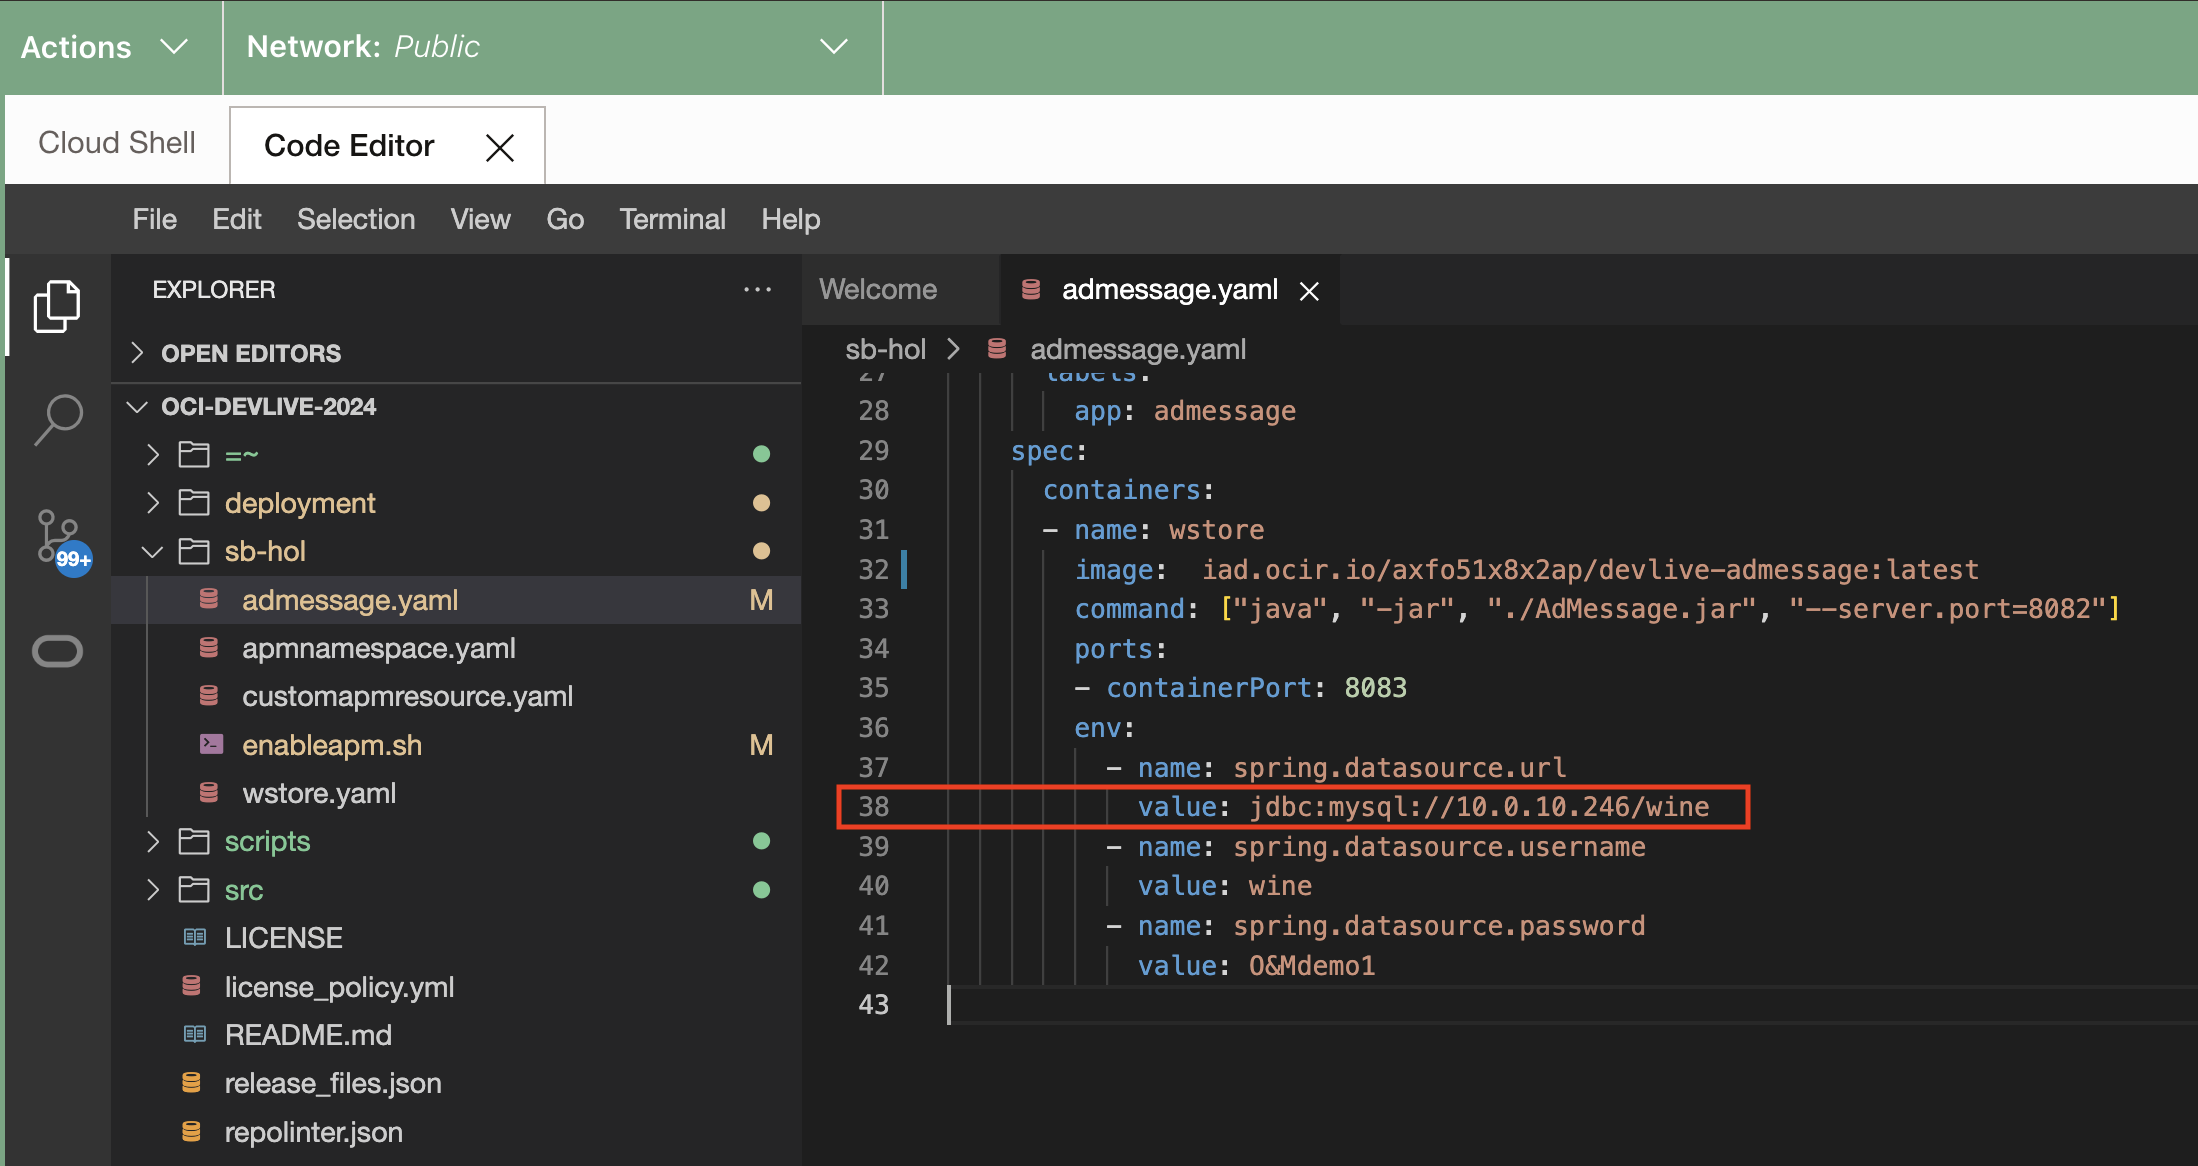 Actions
Network: Public
Cloud Shell
Code Editor
File Edit Selection View Go Terminal Help
EXPLORER
OPEN EDITORS
OCI-DEVLIVE-2024
=~
deployment
sb-hol
admessage.yaml M
apmnamespace.yaml
customapmresource.yaml
enableapm.sh M
wstore.yaml
scripts
src
LICENSE
license_policy.yml
README.md
release_files.json
repolinter.json
99+
Welcome
admessage.yaml
sb-hol > admessage.yaml
27 labels:
28 app: admessage
29 spec:
30 containers:
31 - name: wstore
32 image:  iad.ocir.io/axfo51x8x2ap/devlive-admessage:latest
33 command: ["java", "-jar", "./AdMessage.jar", "--server.port=8082"]
34 ports:
35 - containerPort: 8083
36 env:
37 - name: spring.datasource.url
38 value: jdbc:mysql://10.0.10.246/wine
39 - name: spring.datasource.username
40 value: wine
41 - name: spring.datasource.password
42 value: O&Mdemo1
43